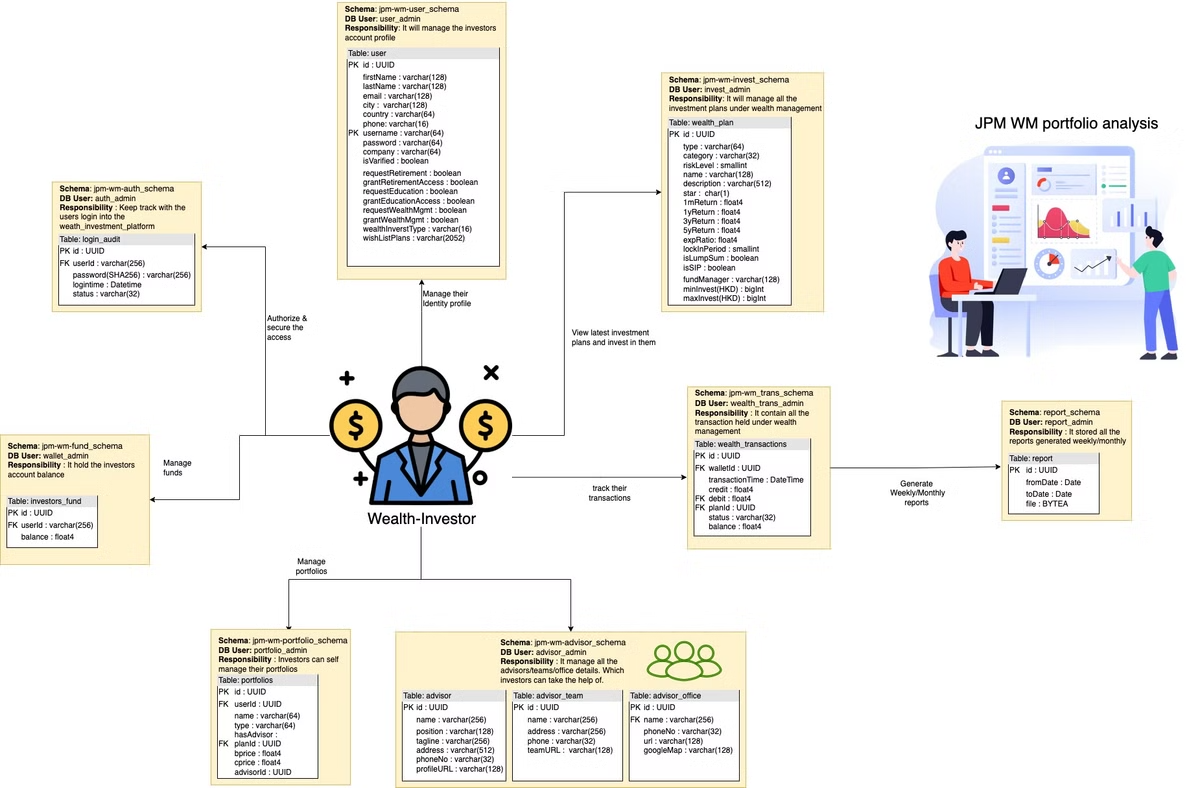 Schema: jpm-wm-user_schema
DB User: user_admin
Responsibility: It will manage the investors
account profile
Table: user
PK id : UUID
firstName : varchar(128)
lastName : varchar(128)
email : varchar(128)
city : varchar(128)
country : varchar(64)
phone: varchar(16)
PK username : varchar(64)
password : varchar(64)
company : varchar(64)
isVarified : boolean
requestRetirement : boolean
grantRetirementAccess : boolean
requestEducation : boolean
grantEducationAccess : boolean
requestWealthMgmt : boolean
grantWealthMgmt : boolean
wealthInverstType : varchar(16)
wishListPlans : varchar(2052)
Schema: jpm-wm-invest_schema
DB User: invest_admin
Responsibility: It will manage all the
investment plans under wealth management
Table: wealth_plan
PK id : UUID
type : varchar(64)
category : varchar(32)
riskLevel : smallint
name : varchar(128)
description : varchar(512)
star : char(1)
1mReturn : float4
1yReturn : float4
3yReturn : float4
5yReturn : float4
expRatio: float4
lockInPeriod : smallint
isLumpSum : boolean
isSIP : boolean
fundManager : varchar(128)
minInvest(HKD) : bigInt
maxInvest(HKD) : bigInt
JPM WM portfolio analysis
Schema: jpm-wm-auth_schema
DB User: auth_admin
Responsibility : Keep track with the
users login into the
weath_investment_platform
Table: login_audit
PK id : UUID
FK userId : varchar(256)
password(SHA256) : varchar(256)
logintime : Datetime
status : varchar(32)
Manage their
Identity profile
Authorize &
secure the
access
View latest investment
plans and invest in them
Schema: jpm-wm-fund_schema
DB User: wallet_admin
Responsibility : It hold the investors
account balance
Table: investors_fund
PK id : UUID
FK userId : varchar(256)
balance : float4
Manage
funds
Wealth-Investor
track their
transactions
Schema: jpm-wm_trans_schema
DB User: wealth_trans_admin
Responsibility : It contain all the
transaction held under wealth
management
Table: wealth_transactions
PK id : UUID
FK walletId : UUID
transactionTime : DateTime
credit : float4
FK debit : float4
FK planId : UUID
status : varchar(32)
balance : float4
Generate
Weekly/Monthly
reports
Schema: report_schema
DB User: report_admin
Responsibility : It stored all the
reports generated weekly/monthly
Table: report
PK id : UUID
fromDate : Date
toDate : Date
file : BYTEA
Manage
portfolios
Schema: jpm-wm-portfolio_schema
DB User: portfolio_admin
Responsibility : Investors can self
manage their portfolios
Table: portfolios
PK id : UUID
FK userId : UUID
name : varchar(64)
type : varchar(64)
hasAdvisor :
FK planId : UUID
bprice : float4
cprice : float4
advisorId : UUID
Schema: jpm-wm-advisor_schema
DB User: advisor_admin
Responsibility : It manage all the
advisors/teams/office details. Which
investors can take the help of.
Table: advisor
PK id : UUID
name : varchar(256)
position : varchar(128)
tagline : varchar(256)
address : varchar(512)
phoneNo : varchar(32)
profileURL : varchar(128)
Table: advisor_team
PK id : UUID
name : varchar(256)
address : varchar(256)
phone : varchar(32)
teamURL : varchar(128)
Table: advisor_office
PK id : UUID
FK name : varchar(256)
phoneNo : varchar(32)
url : varchar(128)
googleMap : varchar(128)